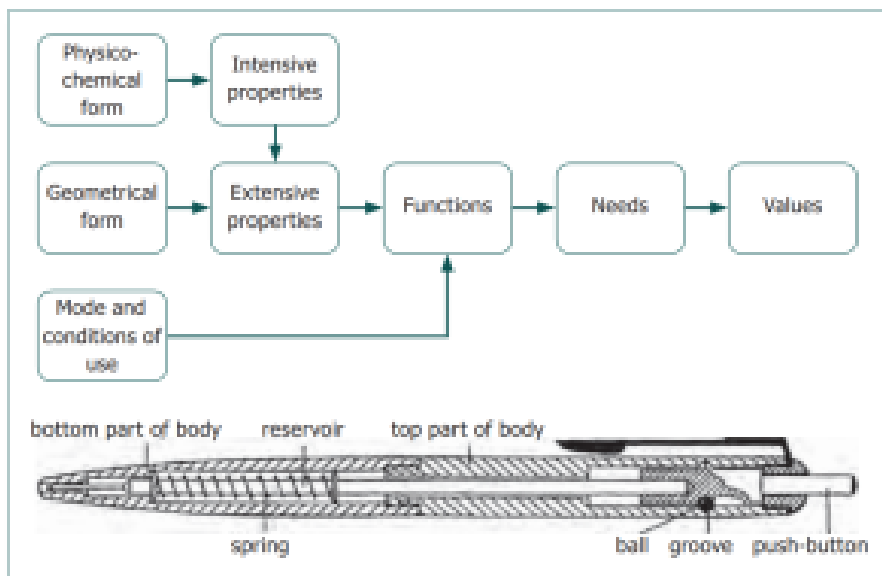 Physico-
chemical
form
Intensive
properties
Geometrical
form
Extensive
properties
Functions
Needs
Values
Mode and
conditions of
use
bottom part of body
reservoir
top part of body
spring
ball
groove
push-button